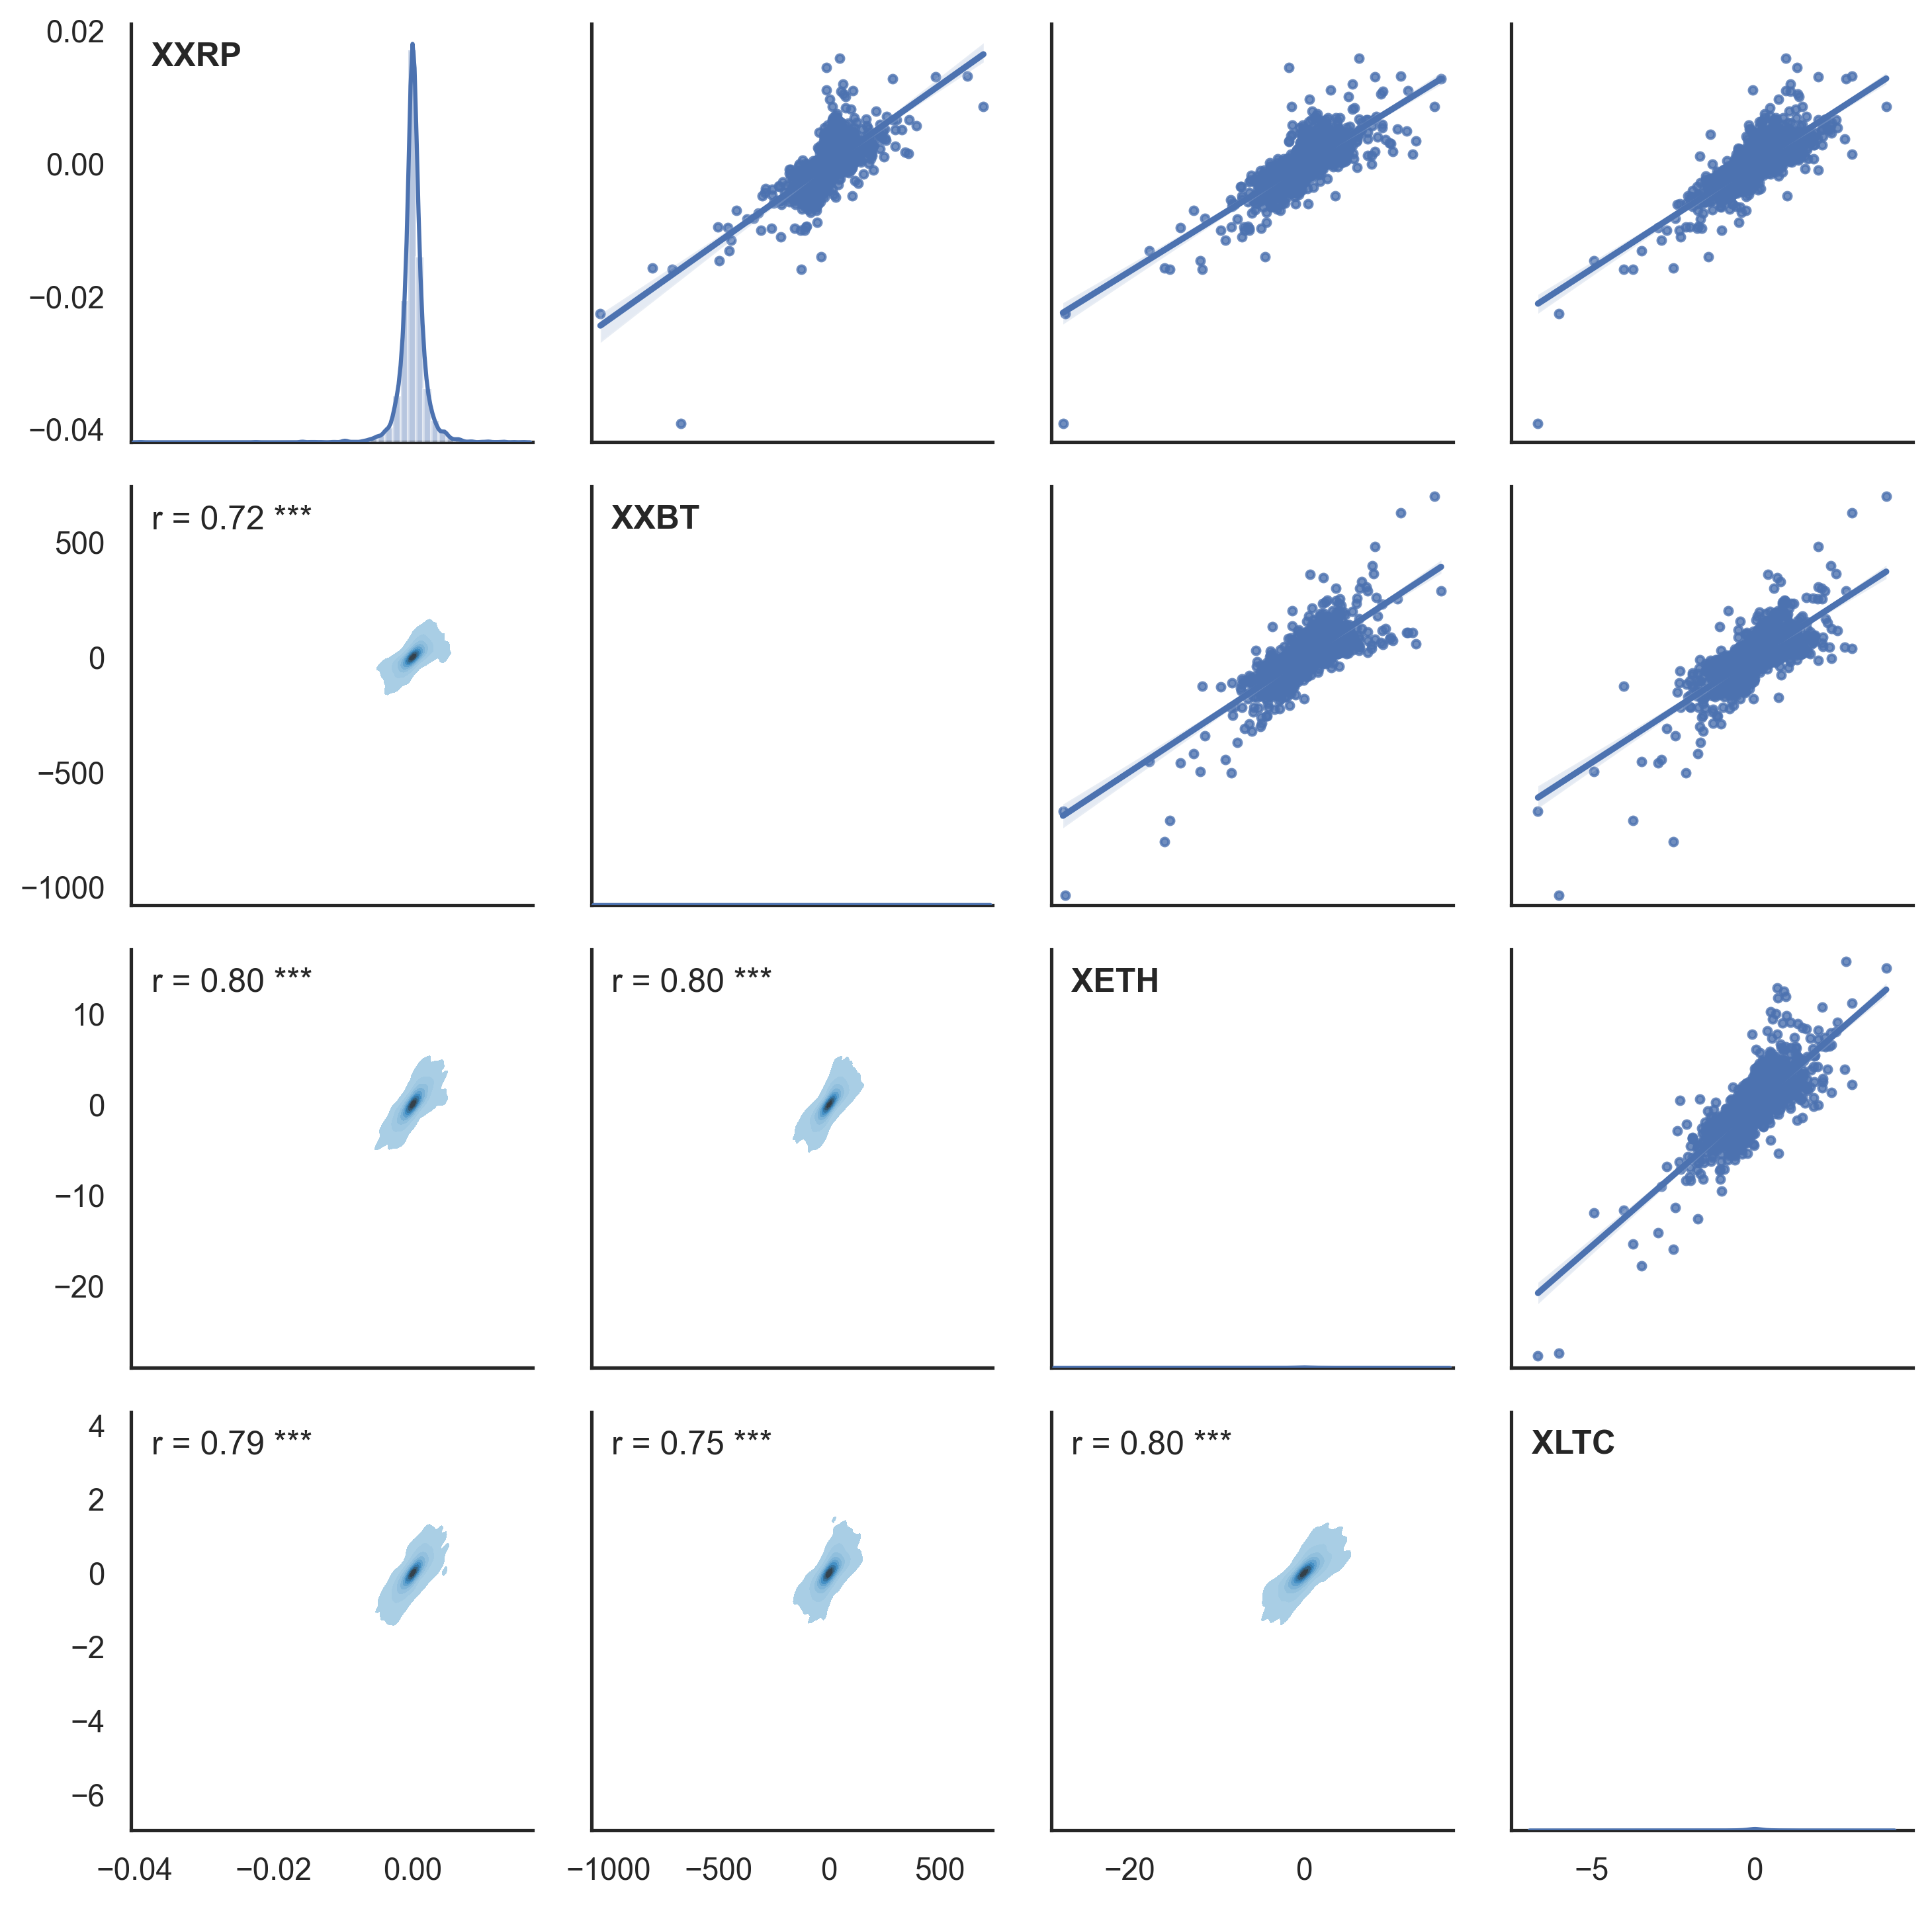 0.02
XXRP
0.00
−0.02
−0.04
r = 0.72 ***
XXBT
500
0
−500
−1000
r = 0.80 ***
r = 0.80 ***
XETH
10
0
−10
−20
r = 0.79 ***
r = 0.75 ***
r = 0.80 ***
XLTC
4
2
0
−2
−4
−6
−0.04 −0.02 0.00 −1000 −500 0 500 −20 0 −5 0